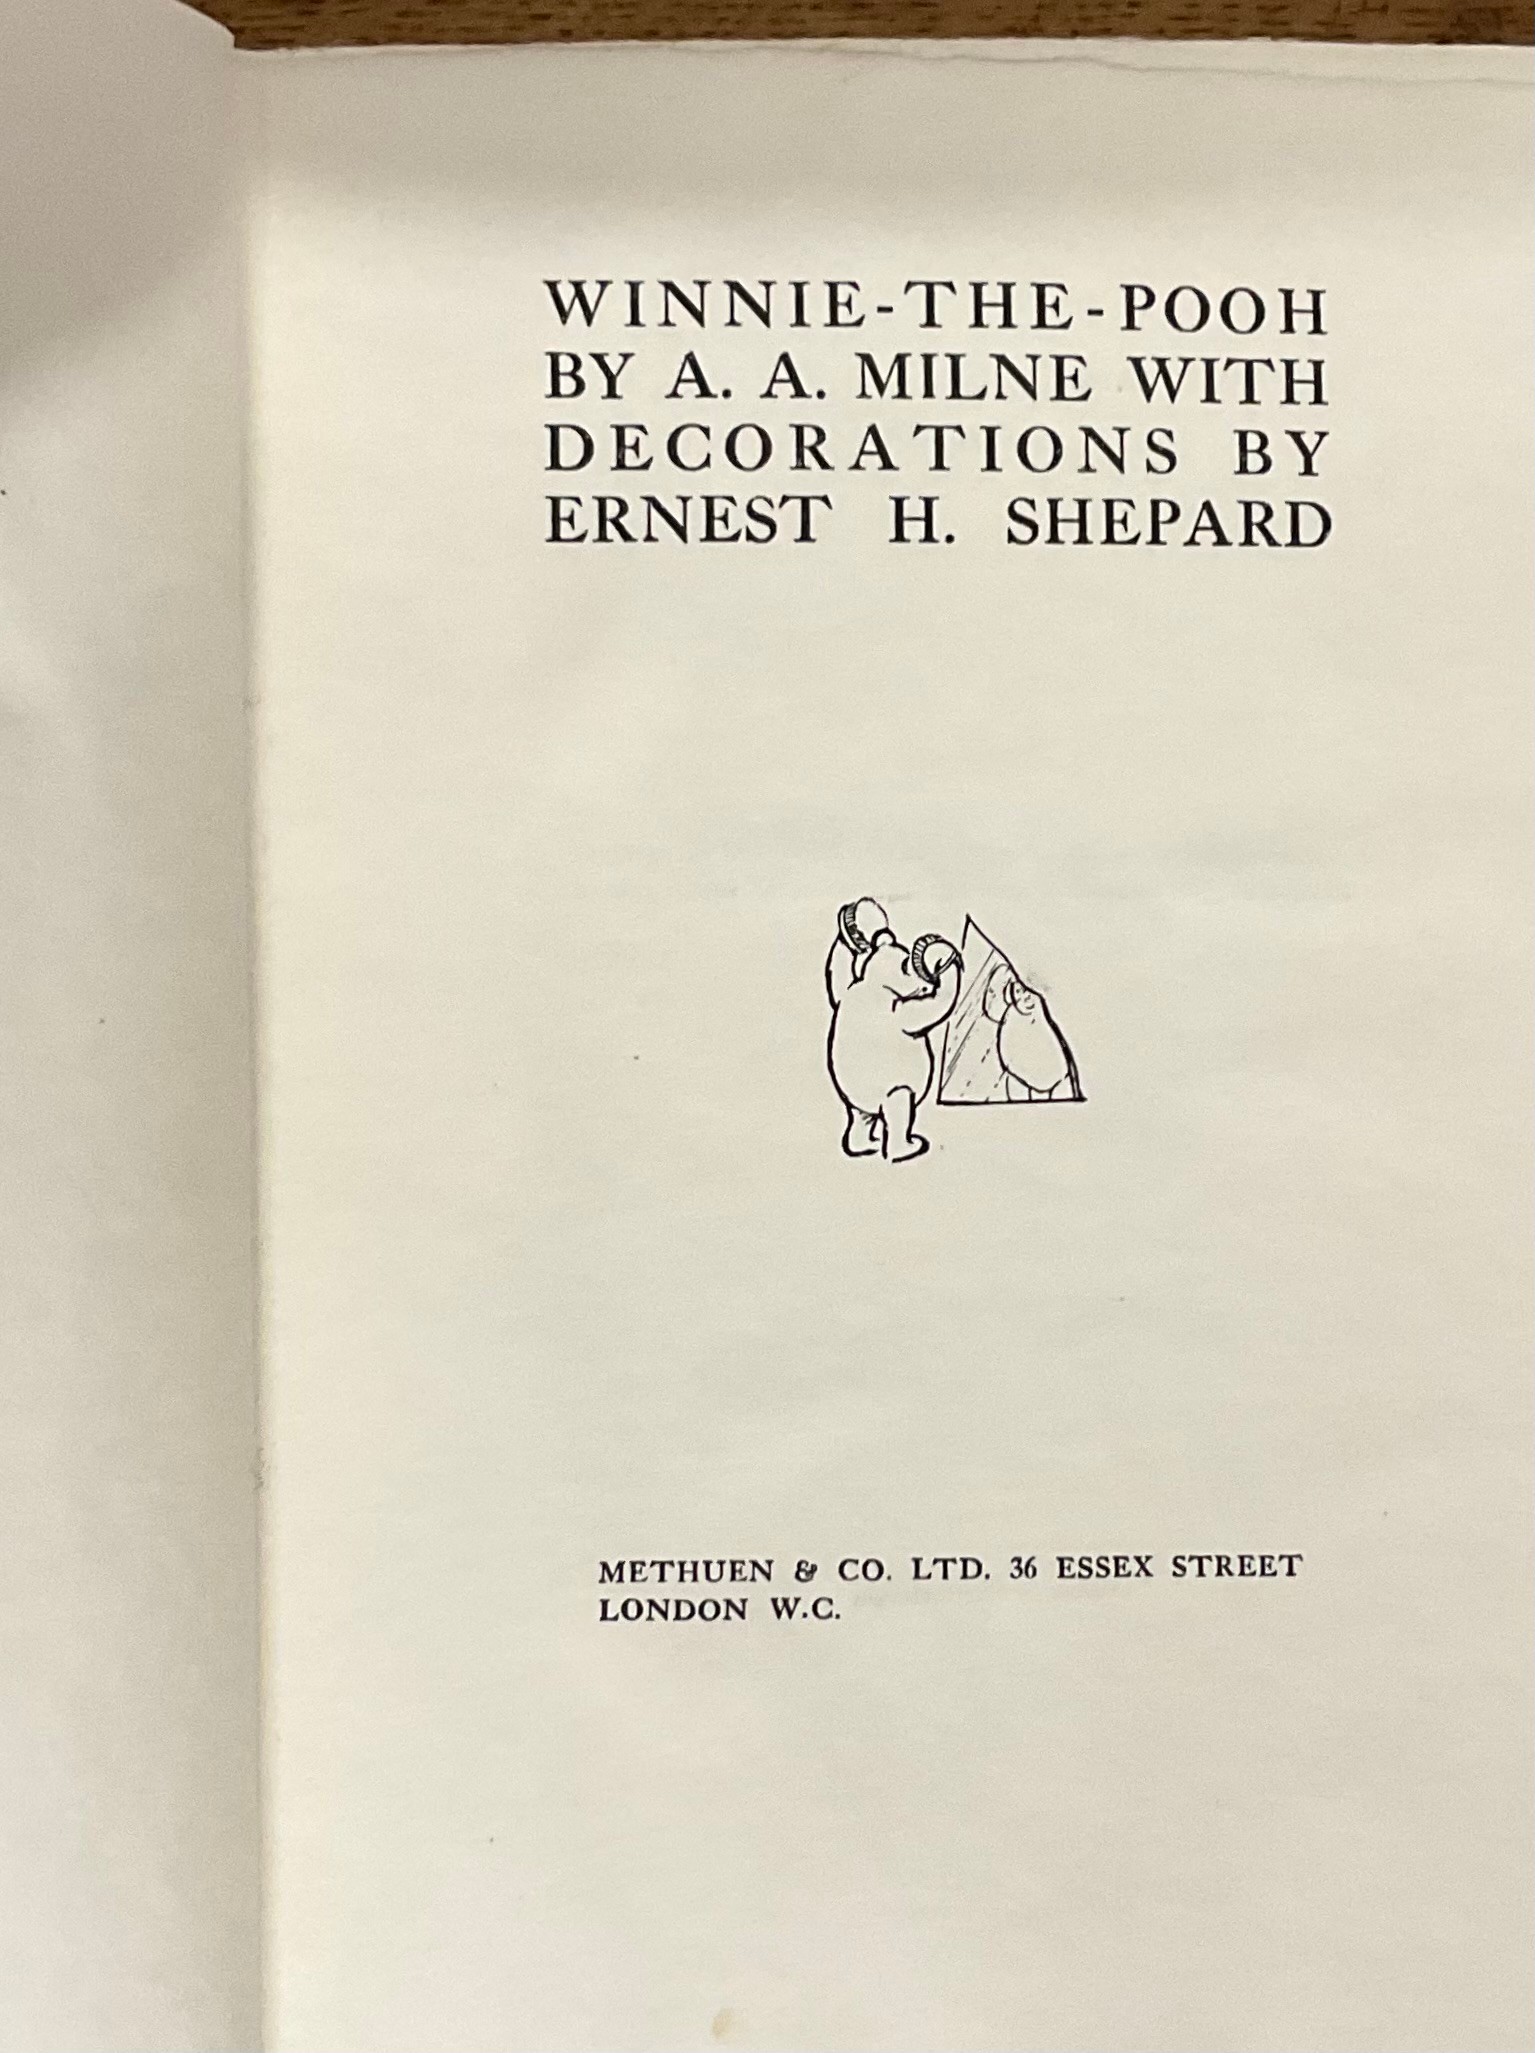 WINNIE-THE-POOH
BY A. A. MILNE WITH
DECORATIONS BY
ERNEST H. SHEPARD
METHUEN & CO. LTD. 36 ESSEX STREET
LONDON W.C.